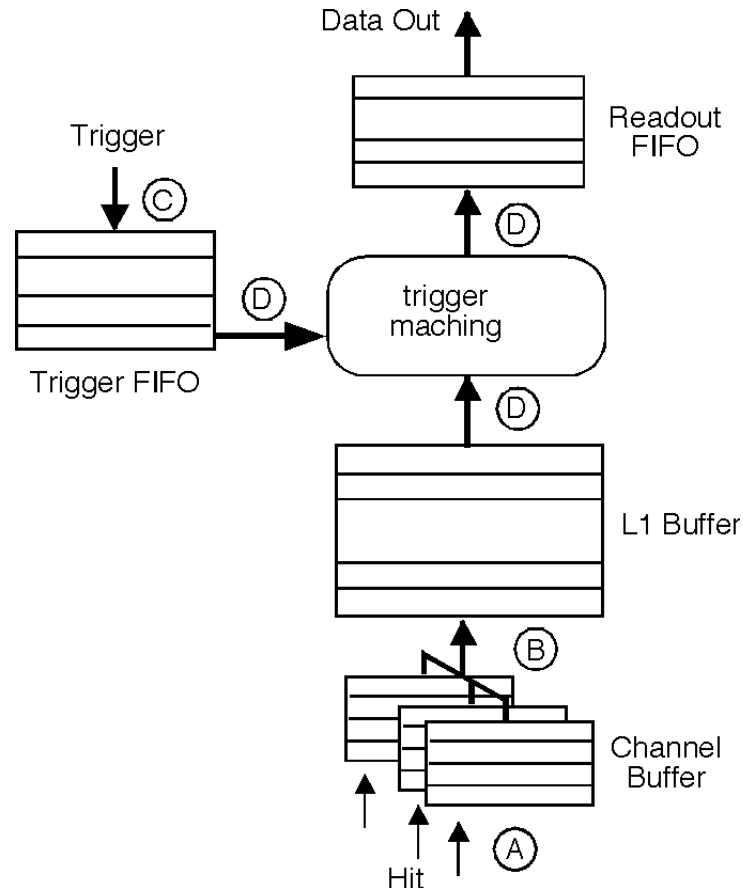 Data Out
Readout
FIFO
Trigger
C
D
D
trigger
maching
Trigger FIFO
D
L1 Buffer
B
Channel
Buffer
A
Hit